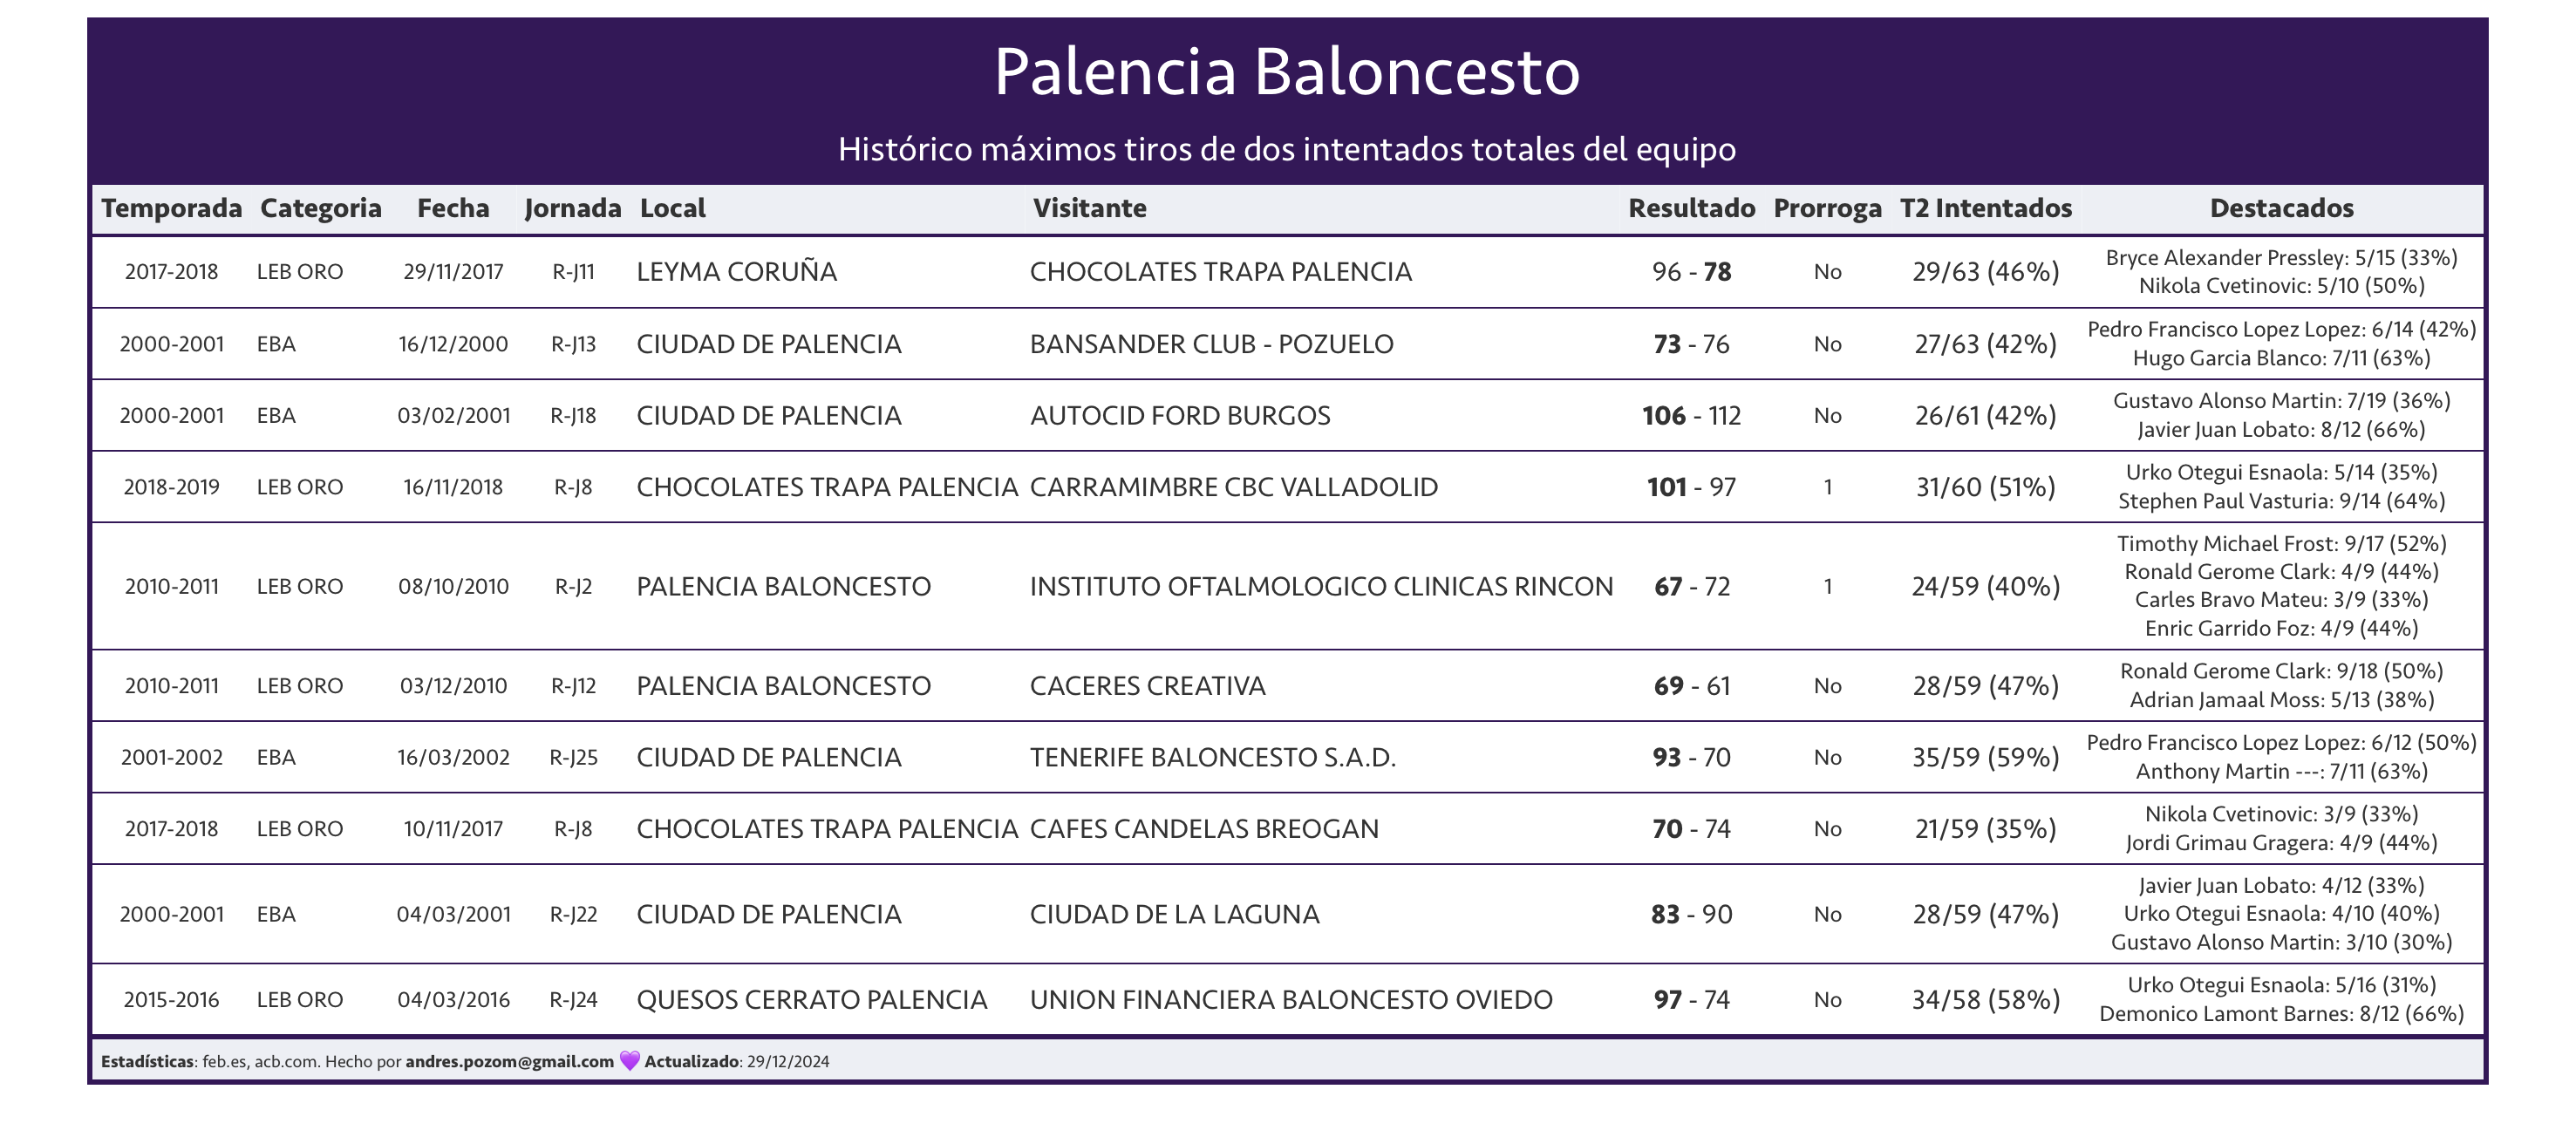 Palencia Baloncesto
Histórico máximos tiros de dos intentados totales del equipo
Temporada Categoria Fecha Jornada Local Visitante Resultado Prorroga T2 Intentados Destacados
2017-2018 LEB ORO 29/11/2017 R-J11 LEYMA CORUÑA CHOCOLATES TRAPA PALENCIA 96 - 78 No 29/63 (46%) Bryce Alexander Pressley: 5/15 (33%)
Nikola Cvetinovic: 5/10 (50%)
2000-2001 EBA 16/12/2000 R-J13 CIUDAD DE PALENCIA BANSANDER CLUB - POZUELO 73 - 76 No 27/63 (42%) Pedro Francisco Lopez Lopez: 6/14 (42%)
Hugo Garcia Blanco: 7/11 (63%)
2000-2001 EBA 03/02/2001 R-J18 CIUDAD DE PALENCIA AUTOCID FORD BURGOS 106 - 112 No 26/61 (42%) Gustavo Alonso Martin: 7/19 (36%)
Javier Juan Lobato: 8/12 (66%)
2018-2019 LEB ORO 16/11/2018 R-J8 CHOCOLATES TRAPA PALENCIA CARRAMIMBRE CBC VALLADOLID 101 - 97 1 31/60 (51%) Urko Otegui Esnaola: 5/14 (35%)
Stephen Paul Vasturia: 9/14 (64%)
2010-2011 LEB ORO 08/10/2010 R-J2 PALENCIA BALONCESTO INSTITUTO OFTALMOLOGICO CLINICAS RINCON 67 - 72 1 24/59 (40%) Timothy Michael Frost: 9/17 (52%)
Ronald Gerome Clark: 4/9 (44%)
Carles Bravo Mateu: 3/9 (33%)
Enric Garrido Foz: 4/9 (44%)
2010-2011 LEB ORO 03/12/2010 R-J12 PALENCIA BALONCESTO CACERES CREATIVA 69 - 61 No 28/59 (47%) Ronald Gerome Clark: 9/18 (50%)
Adrian Jamaal Moss: 5/13 (38%)
2001-2002 EBA 16/03/2002 R-J25 CIUDAD DE PALENCIA TENERIFE BALONCESTO S.A.D. 93 - 70 No 35/59 (59%) Pedro Francisco Lopez Lopez: 6/12 (50%)
Anthony Martin ---: 7/11 (63%)
2017-2018 LEB ORO 10/11/2017 R-J8 CHOCOLATES TRAPA PALENCIA CAFES CANDELAS BREOGAN 70 - 74 No 21/59 (35%) Nikola Cvetinovic: 3/9 (33%)
Jordi Grimau Gragera: 4/9 (44%)
2000-2001 EBA 04/03/2001 R-J22 CIUDAD DE PALENCIA CIUDAD DE LA LAGUNA 83 - 90 No 28/59 (47%) Javier Juan Lobato: 4/12 (33%)
Urko Otegui Esnaola: 4/10 (40%)
Gustavo Alonso Martin: 3/10 (30%)
2015-2016 LEB ORO 04/03/2016 R-J24 QUESOS CERRATO PALENCIA UNION FINANCIERA BALONCESTO OVIEDO 97 - 74 No 34/58 (58%) Urko Otegui Esnaola: 5/16 (31%)
Demonico Lamont Barnes: 8/12 (66%)
Estadísticas: feb.es, acb.com. Hecho por andres.pozom@gmail.com 💜 Actualizado: 29/12/2024